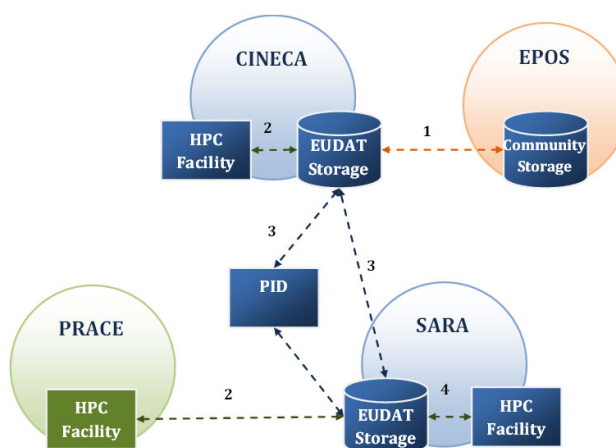 CINECA
EPOS
HPC
Facility
2
EUDAT
Storage
1
Community
Storage
3
3
PID
PRACE
SARA
HPC
Facility
2
EUDAT
Storage
4
HPC
Facility